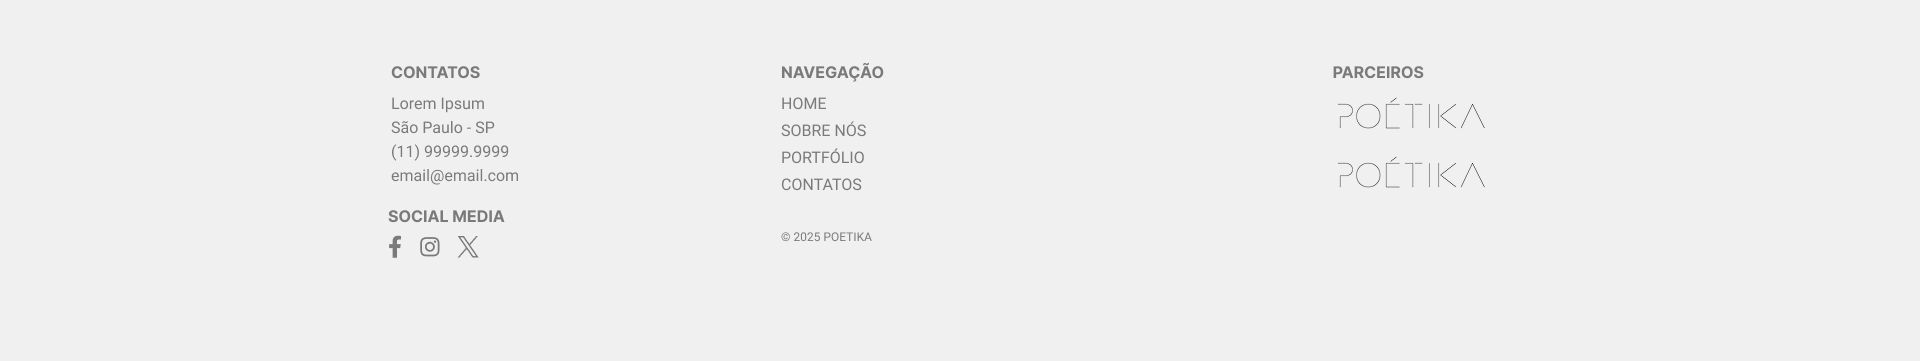 CONTATOS
Lorem Ipsum
São Paulo - SP
(11) 99999.9999
email@email.com
SOCIAL MEDIA
NAVEGAÇÃO
HOME
SOBRE NÓS
PORTFÓLIO
CONTATOS
© 2025 POETIKA
PARCEIROS
POÉTIKA
POÉTIKA